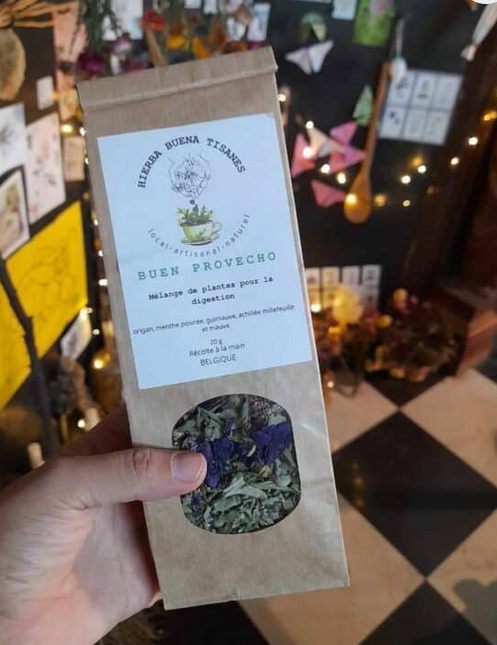 HIERBA BUENA TISANES
local-artisanal-naturel
BUEN PROVECHO
Mélange de plantes pour la
digestion
origan, menthe poivrée, guimauve, achillée millefeuille
et mauve
20 g
Récolte à la main
BELGIQUE